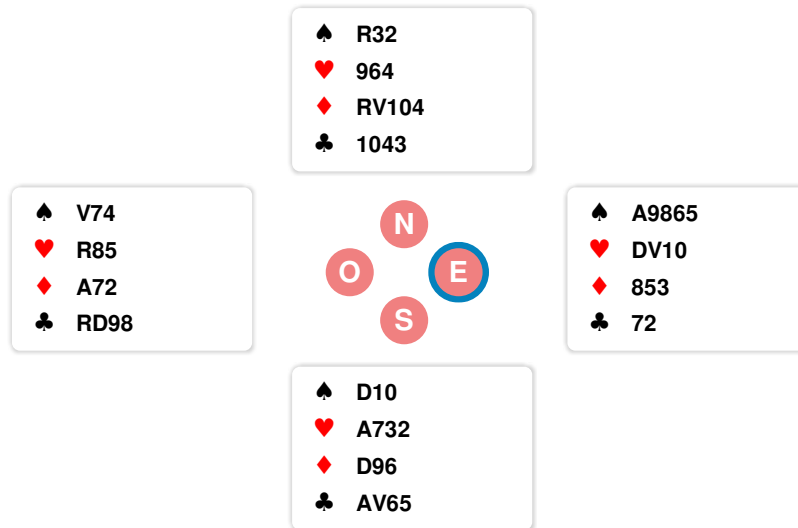 ♠ R32
♥ 964
♦ RV104
♣ 1043
♠ V74
♥ R85
♦ A72
♣ RD98
N
O
E
S
♠ A9865
♥ DV10
♦ 853
♣ 72
♠ D10
♥ A732
♦ D96
♣ AV65